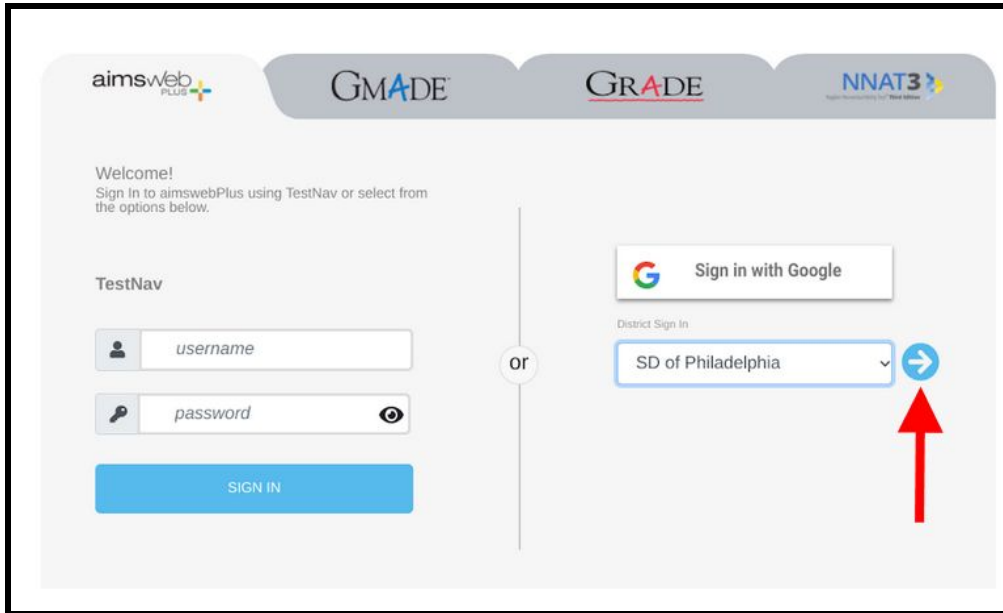 aimsweb PLUS
GMADE
GRADE
NNAT3
Welcome!
Sign In to aimswebPlus using TestNav or select from
the options below.
TestNav
username
password
SIGN IN
or
Sign in with Google
District Sign In
SD of Philadelphia